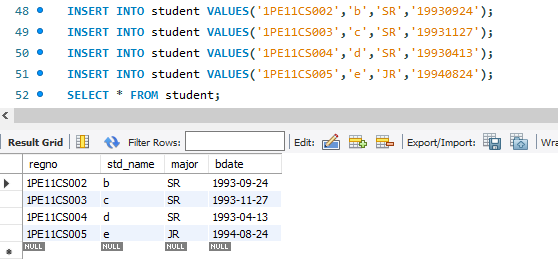 48 INSERT INTO student VALUES('1PE11CS002','b','SR','19930924');
49 INSERT INTO student VALUES('1PE11CS003','c','SR','19931127');
50 INSERT INTO student VALUES('1PE11CS004','d','SR','19930413');
51 INSERT INTO student VALUES('1PE11CS005','e','JR','19940824');
52 SELECT * FROM student;
Result Grid Filter Rows: Edit: Export/Import: Wra
regno std_name major bdate
1PE11CS002 b SR 1993-09-24
1PE11CS003 c SR 1993-11-27
1PE11CS004 d SR 1993-04-13
1PE11CS005 e JR 1994-08-24
NULL NULL NULL NULL